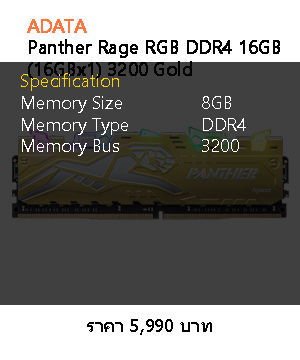 ADATA
Panther Rage RGB DDR4 16GB
(16GBx1) 3200 Gold
Specification
Memory Size 8GB
Memory Type DDR4
Memory Bus 3200
PANTHER
ราคา 5,990 บาท